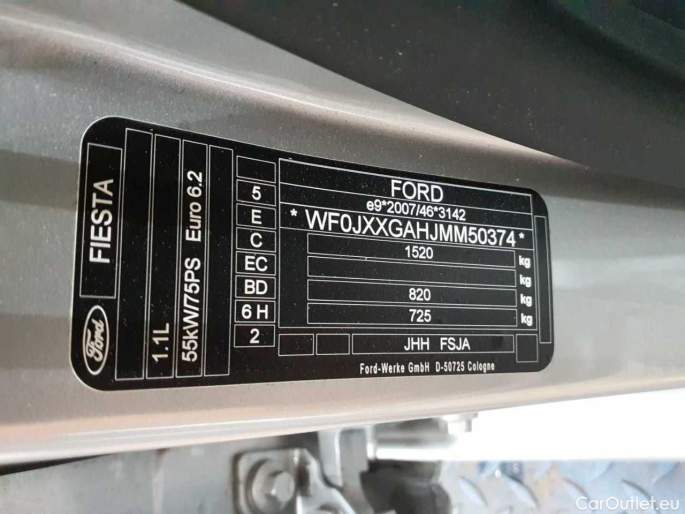 FORD
e9*2007/46*3142
*WF0JXXGAHJMM50374*
1520 kg
kg
820 kg
725 kg
JHH FSJA
Ford-Werke GmbH D-50725 Cologne
5
E
C
EC
BD
6 H
2
55kW/75PS Euro 6.2
1.1L
FIESTA
Ford
CarOutlet.eu